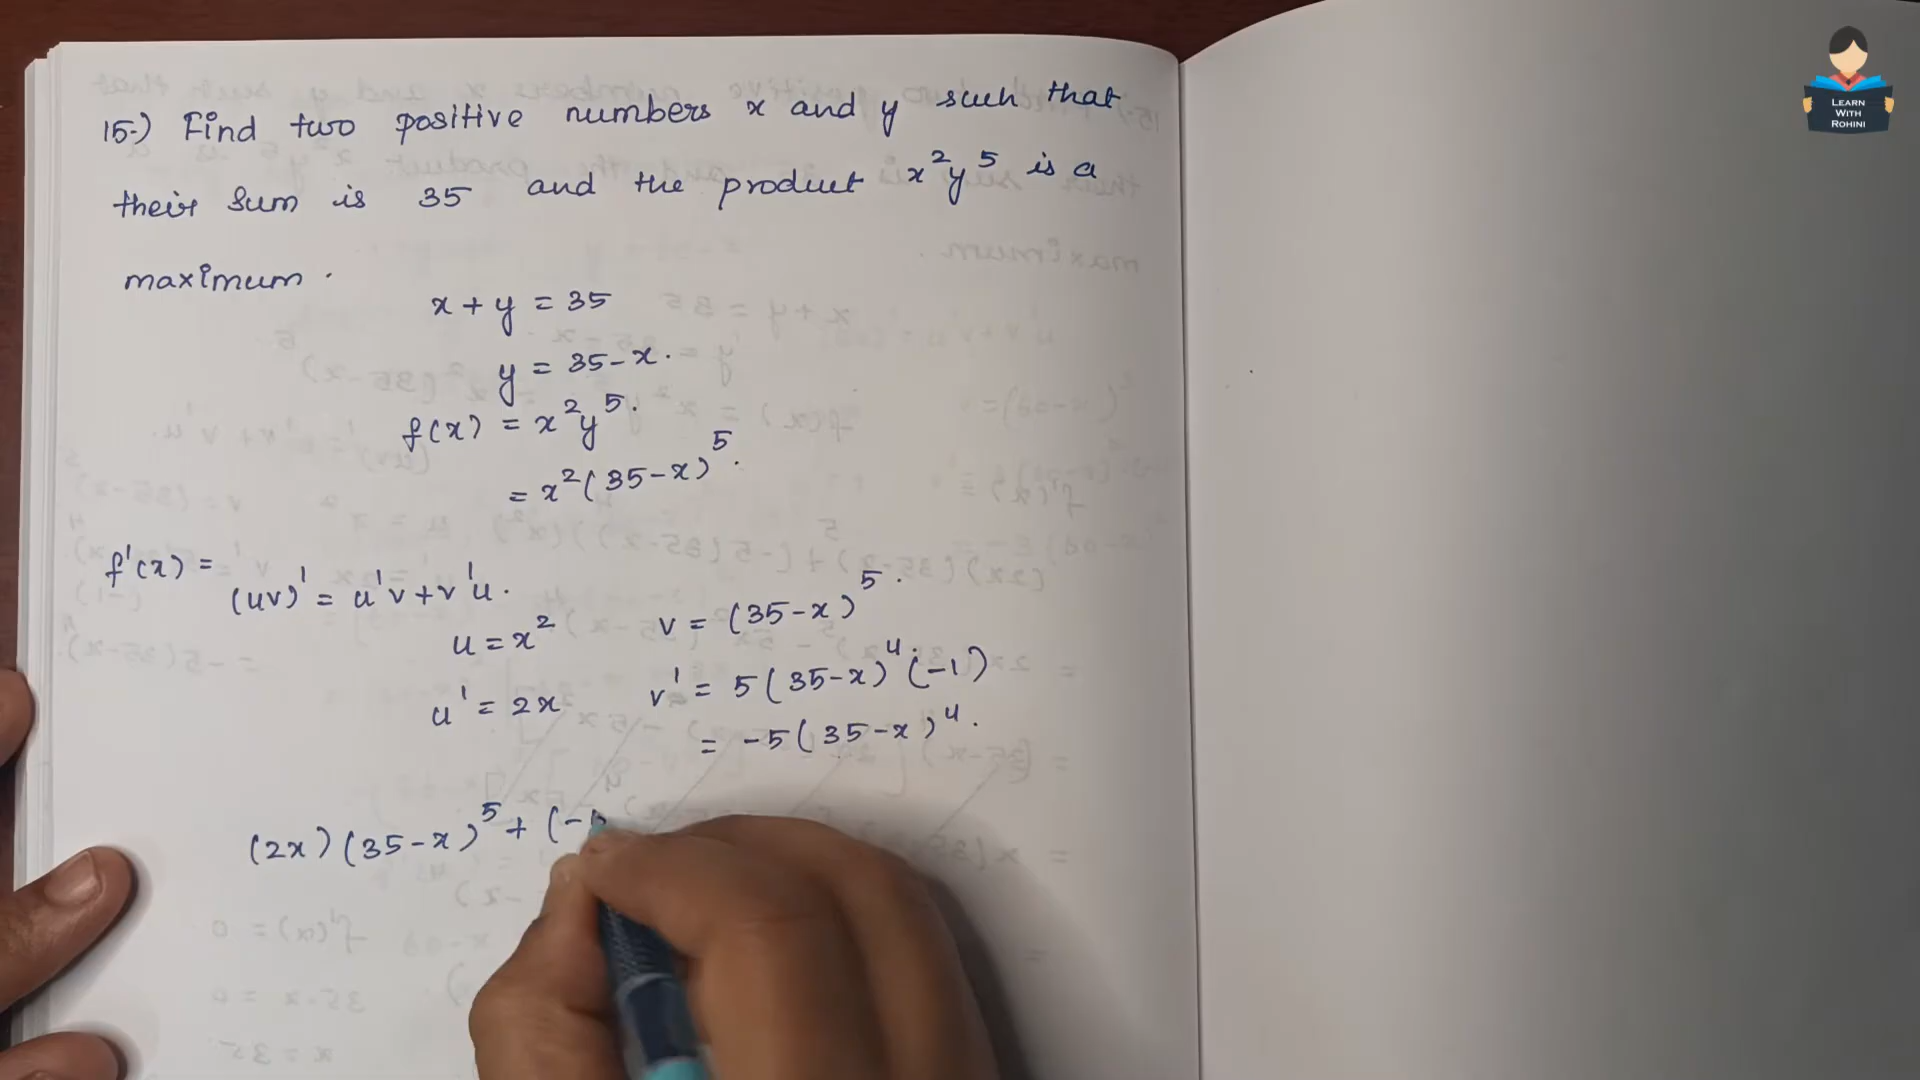 15.) Find two positive numbers x and y such that
their sum is 35 and the product x²y⁵ is a
maximum.
x + y = 35
y = 35 - x.
f(x) = x²y⁵.
= x²(35-x)⁵.
f'(x) =
(uv)' = u'v + v'u.
u = x² v = (35-x)⁵.
u' = 2x v' = 5(35-x)⁴.(-1)
= -5(35-x)⁴.
(2x)(35-x)⁵ + (-
LEARN
WITH
ROHINI